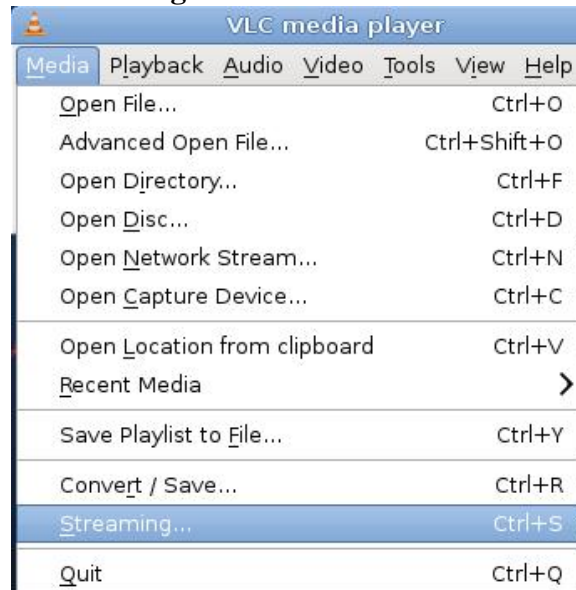 VLC media player
Media Playback Audio Video Tools View Help
Open File... Ctrl+O
Advanced Open File... Ctrl+Shift+O
Open Directory... Ctrl+F
Open Disc... Ctrl+D
Open Network Stream... Ctrl+N
Open Capture Device... Ctrl+C
Open Location from clipboard Ctrl+V
Recent Media
Save Playlist to File... Ctrl+Y
Convert / Save... Ctrl+R
Streaming... Ctrl+S
Quit Ctrl+Q